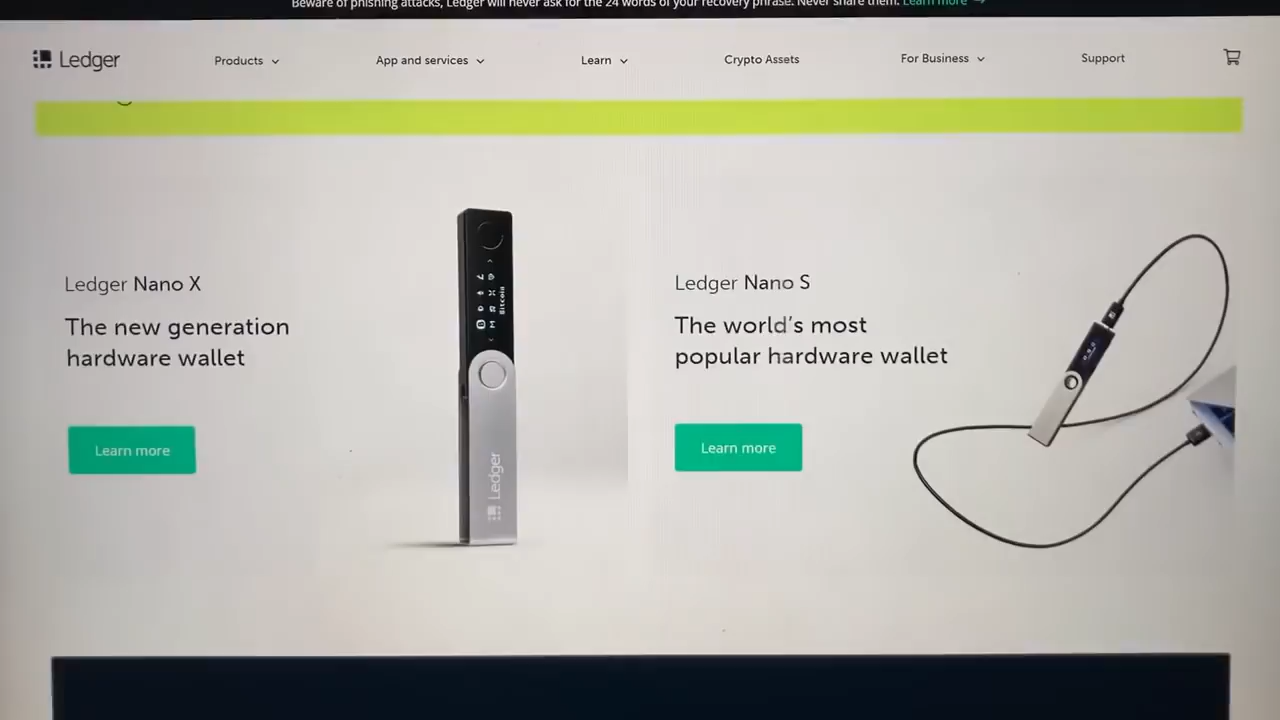 Beware of phishing attacks, Ledger will never ask for the 24 words of your recovery phrase. Never share them. Learn more →
Ledger
Products
App and services
Learn
Crypto Assets
For Business
Support
Ledger Nano X
The new generation
hardware wallet
Learn more
Bitcoin
Ledger
Ledger Nano S
The world's most
popular hardware wallet
Learn more